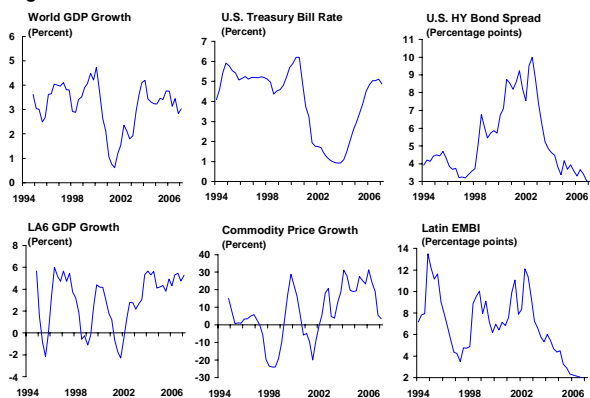 World GDP Growth
(Percent)
6
5
4
3
2
1
0
1994 1998 2002 2006
U.S. Treasury Bill Rate
(Percent)
7
6
5
4
3
2
1
0
1994 1998 2002 2006
U.S. HY Bond Spread
(Percentage points)
11
10
9
8
7
6
5
4
3
1994 1998 2002 2006
LA6 GDP Growth
(Percent)
8
6
4
2
0
-2
-4
1994 1998 2002 2006
Commodity Price Growth
(Percent)
40
30
20
10
0
-10
-20
-30
1994 1998 2002 2006
Latin EMBI
(Percentage points)
14
12
10
8
6
4
2
1994 1998 2002 2006